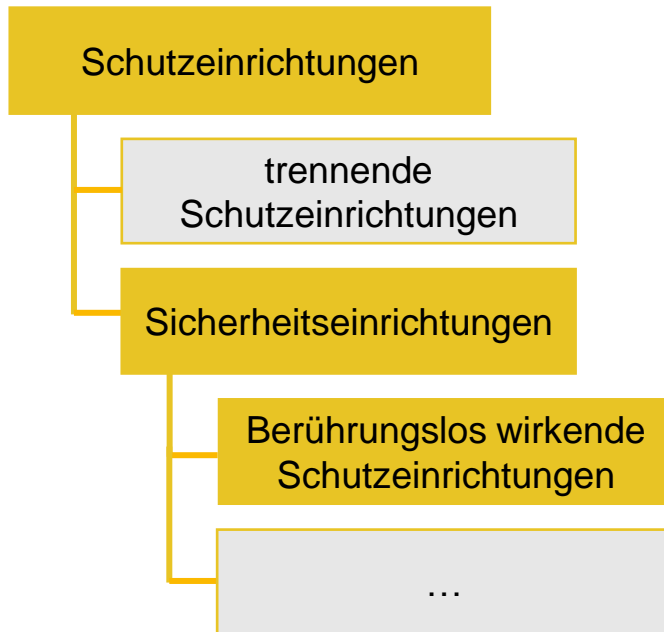 Schutzeinrichtungen
trennende
Schutzeinrichtungen
Sicherheitseinrichtungen
Berührungslos wirkende
Schutzeinrichtungen
…